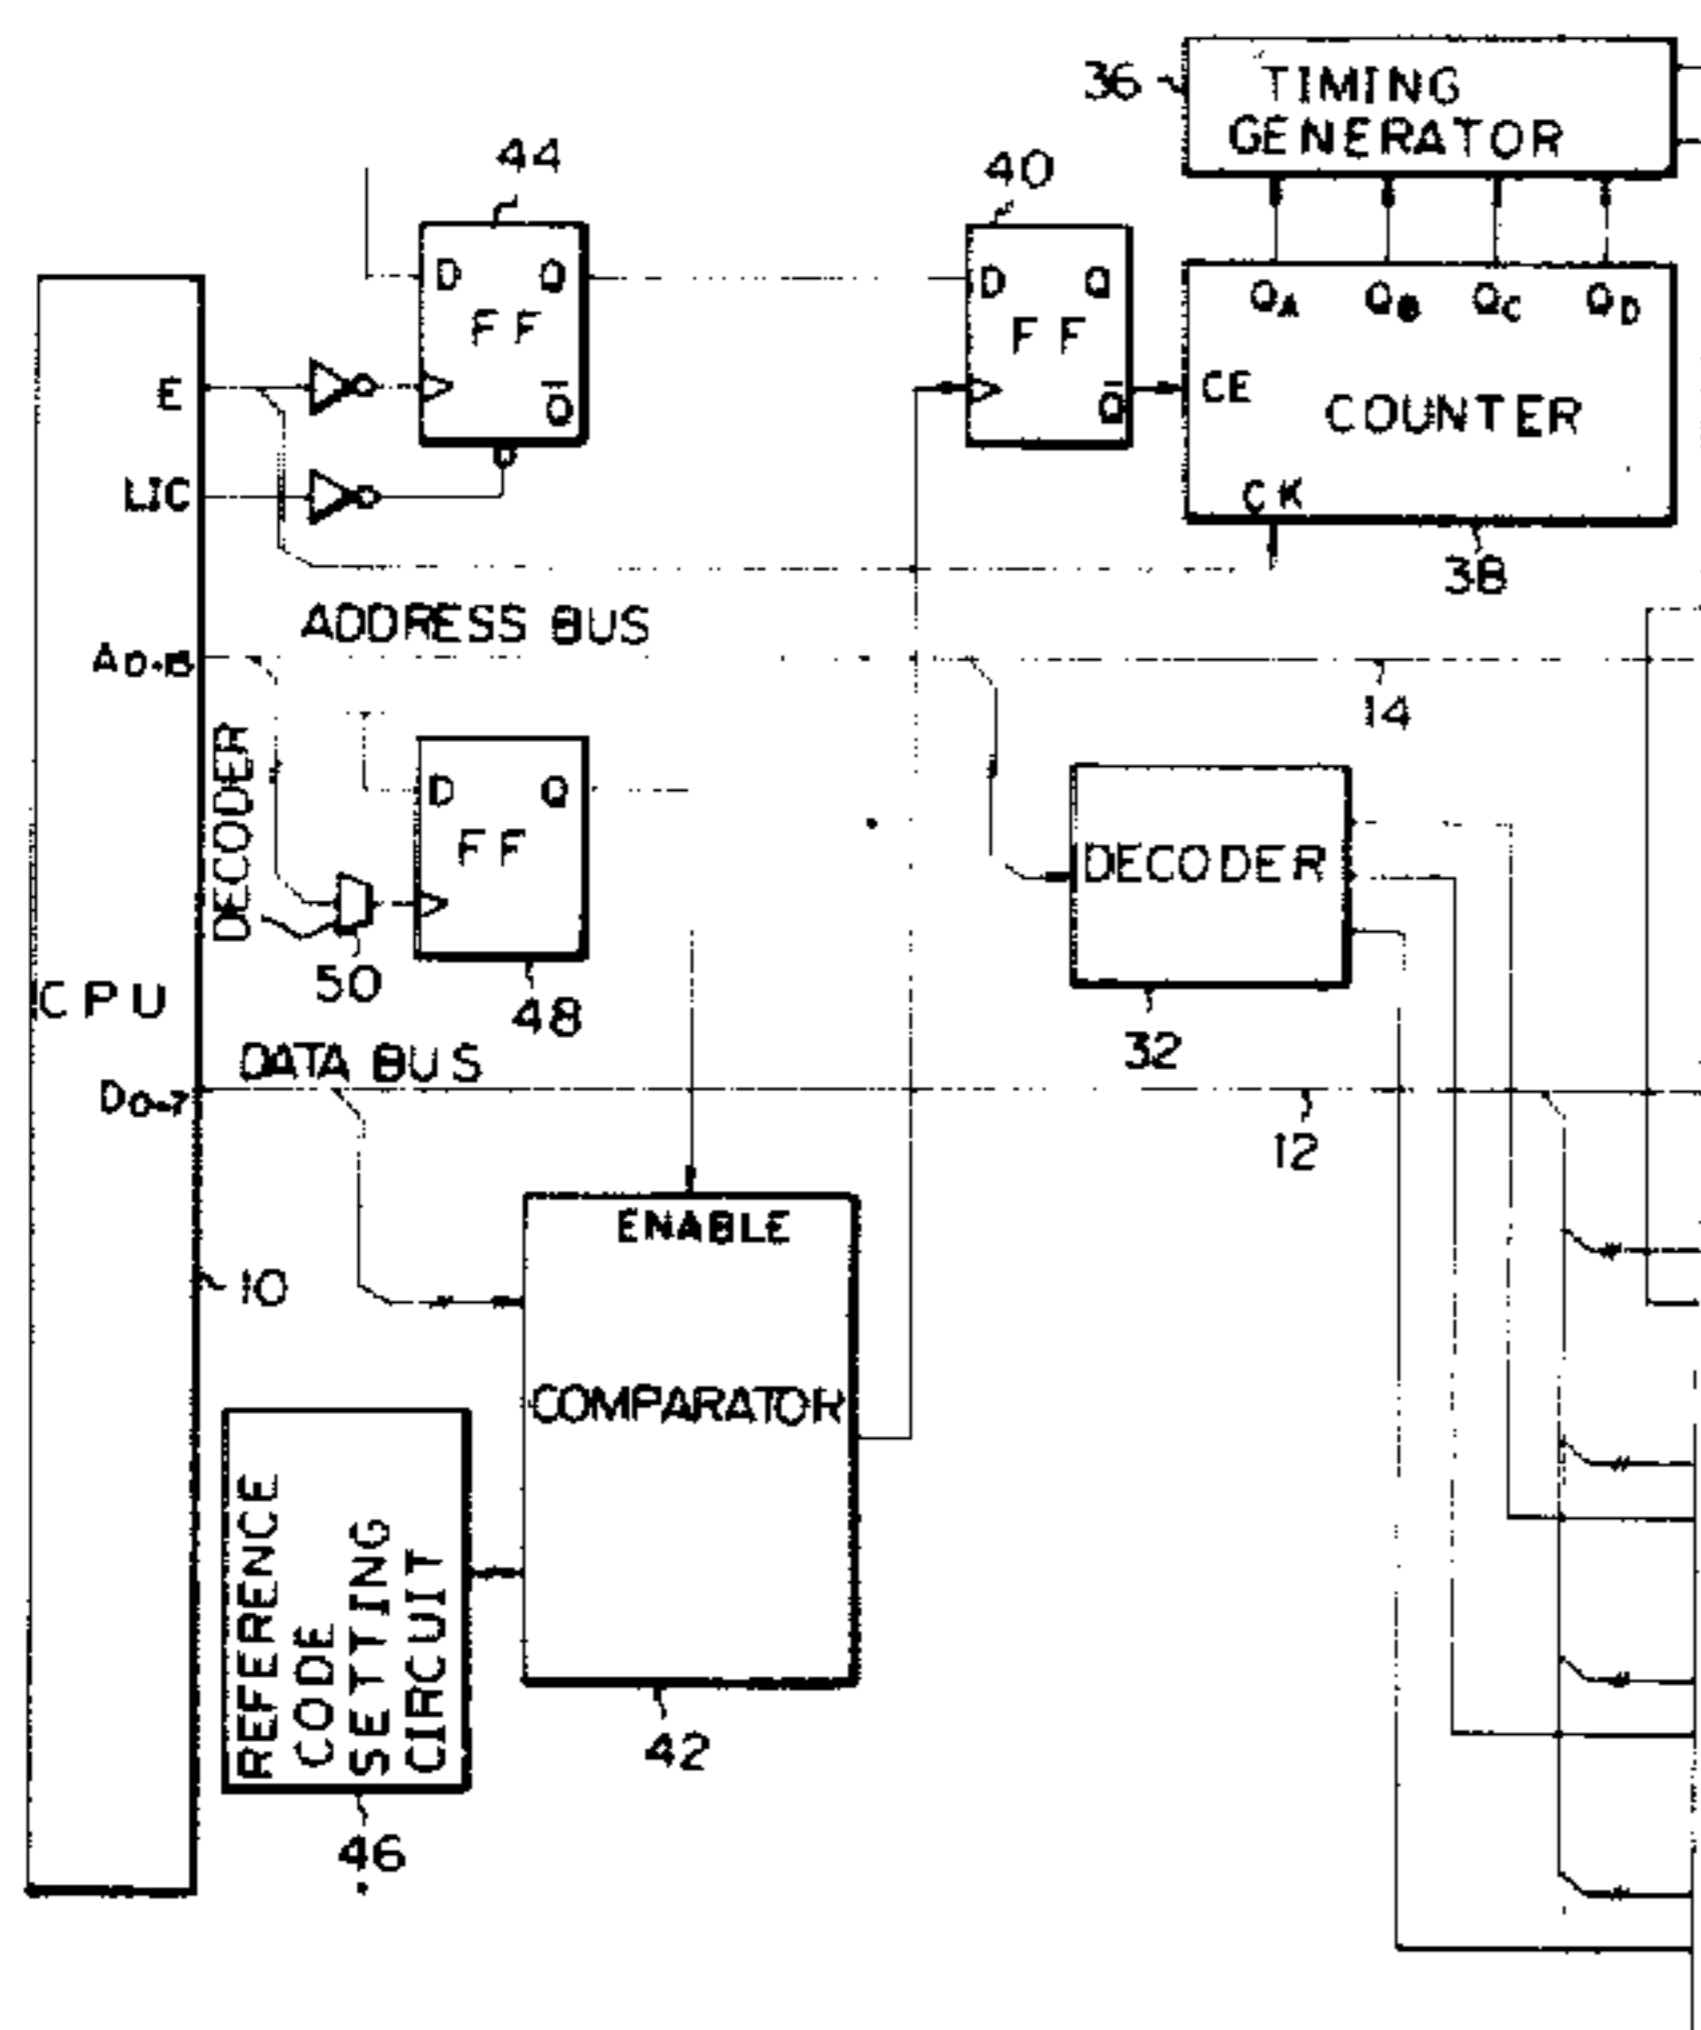 36
TIMING
GENERATOR
44
40
D Q
FF
Q̅
D Q
FF
Q̅
QA QB QC QD
CE
COUNTER
CK
38
E
LIC
ADDRESS BUS
A0-15
14
DECODER
D Q
FF
50
48
DECODER
32
CPU
DATA BUS
D0-7
12
ENABLE
10
COMPARATOR
REFERENCE
CODE
SETTING
CIRCUIT
42
46